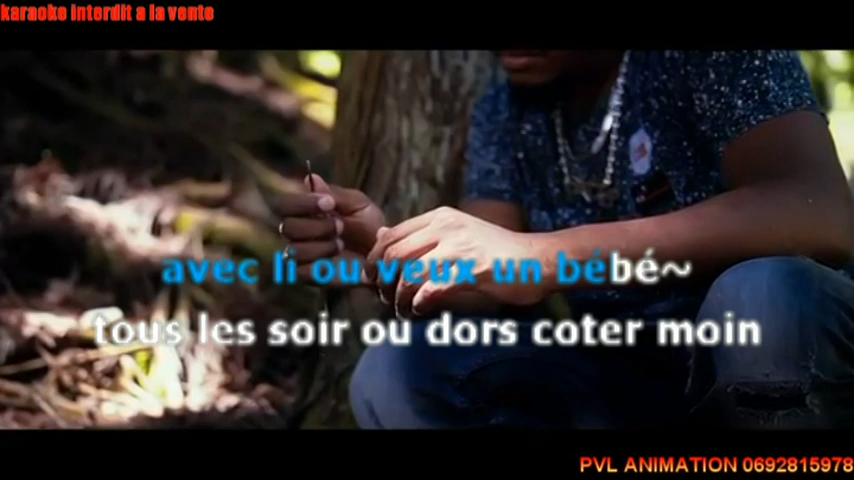 karaoke interdit a la vente
avec li ou veux un bébé~
tous les soir ou dors coter moin
PVL ANIMATION 0692815978